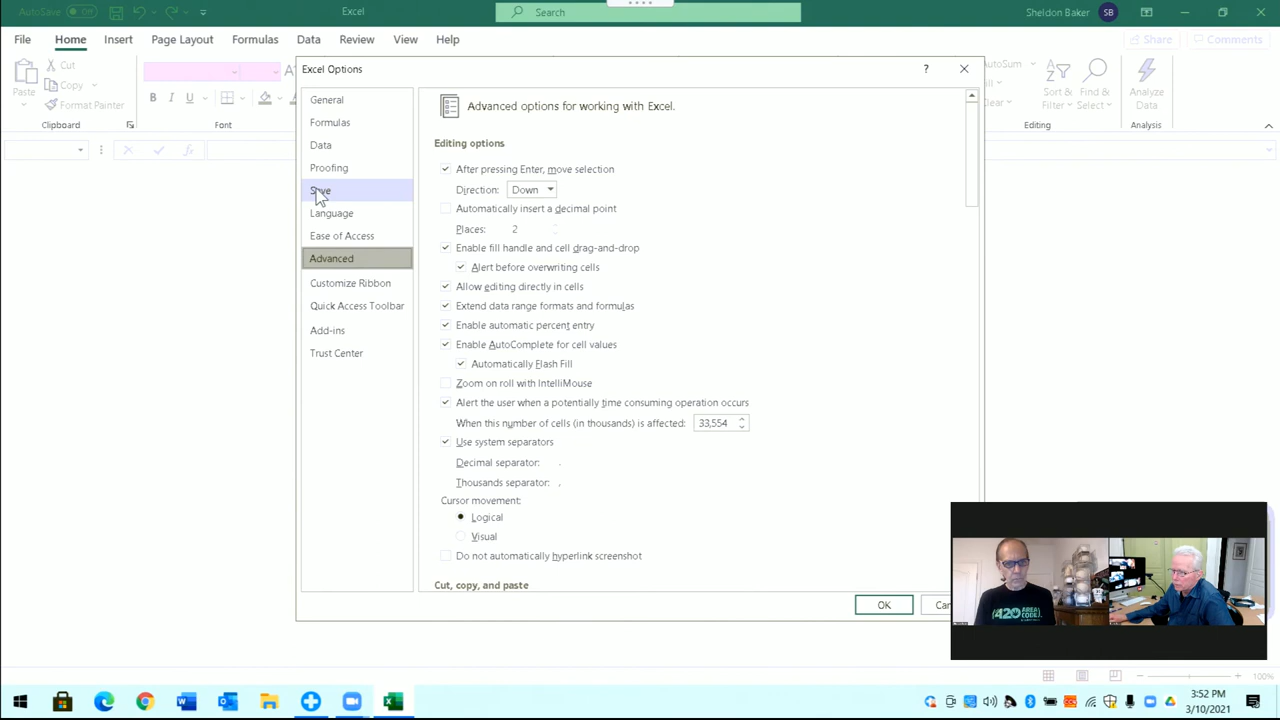 AutoSave Off Excel Search Sheldon Baker SB
File Home Insert Page Layout Formulas Data Review View Help Share Comments
Paste Cut
Copy
Format Painter
B I U
AutoSum
Sort & Filter Find & Select
Analyze Data
Clipboard Font Editing Analysis
fx
Excel Options ?
General
Formulas
Data
Proofing
Save
Language
Ease of Access
Advanced
Customize Ribbon
Quick Access Toolbar
Add-ins
Trust Center
Advanced options for working with Excel.
Editing options
After pressing Enter, move selection
Direction: Down
Automatically insert a decimal point
Places: 2
Enable fill handle and cell drag-and-drop
Alert before overwriting cells
Allow editing directly in cells
Extend data range formats and formulas
Enable automatic percent entry
Enable AutoComplete for cell values
Automatically Flash Fill
Zoom on roll with IntelliMouse
Alert the user when a potentially time consuming operation occurs
When this number of cells (in thousands) is affected: 33,554
Use system separators
Decimal separator: .
Thousands separator: ,
Cursor movement:
Logical
Visual
Do not automatically hyperlink screenshot
Cut, copy, and paste
OK
420 AREA CODE
100%
3:52 PM
3/10/2021